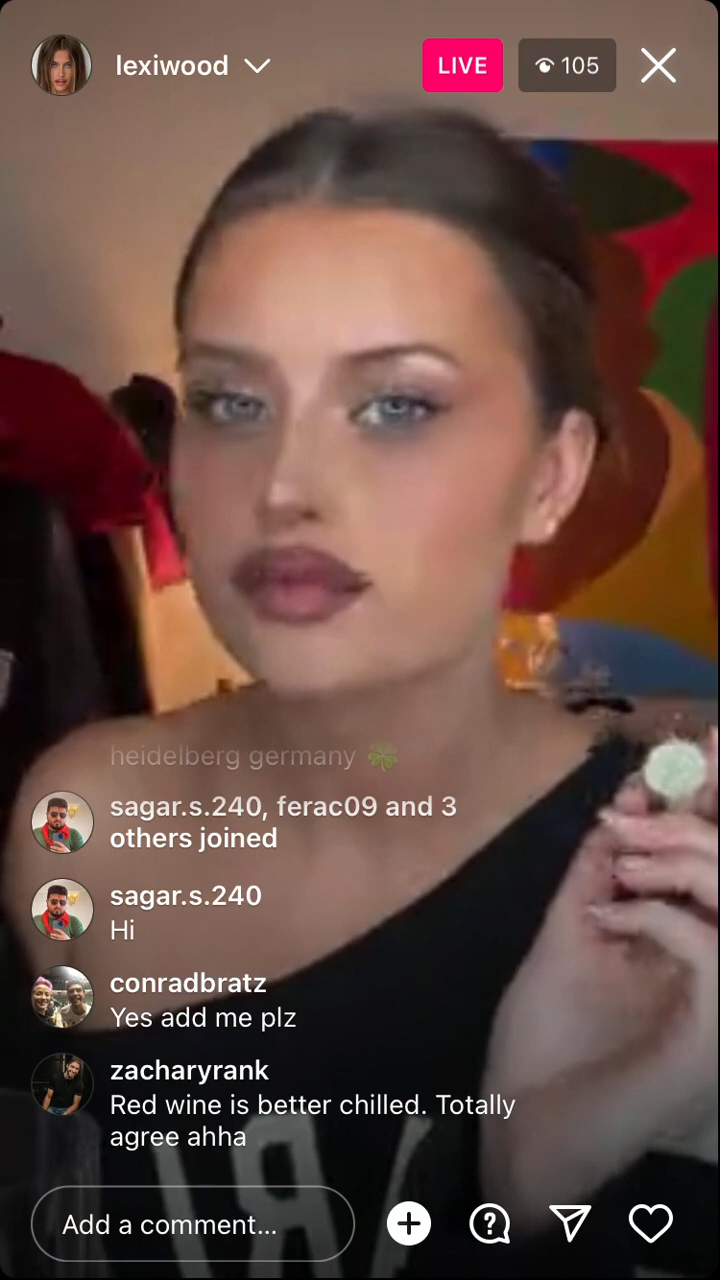 lexiwood
LIVE
105
heidelberg germany 🍀
sagar.s.240, ferac09 and 3
others joined
sagar.s.240
Hi
conradbratz
Yes add me plz
zacharyrank
Red wine is better chilled. Totally
agree ahha
Add a comment...